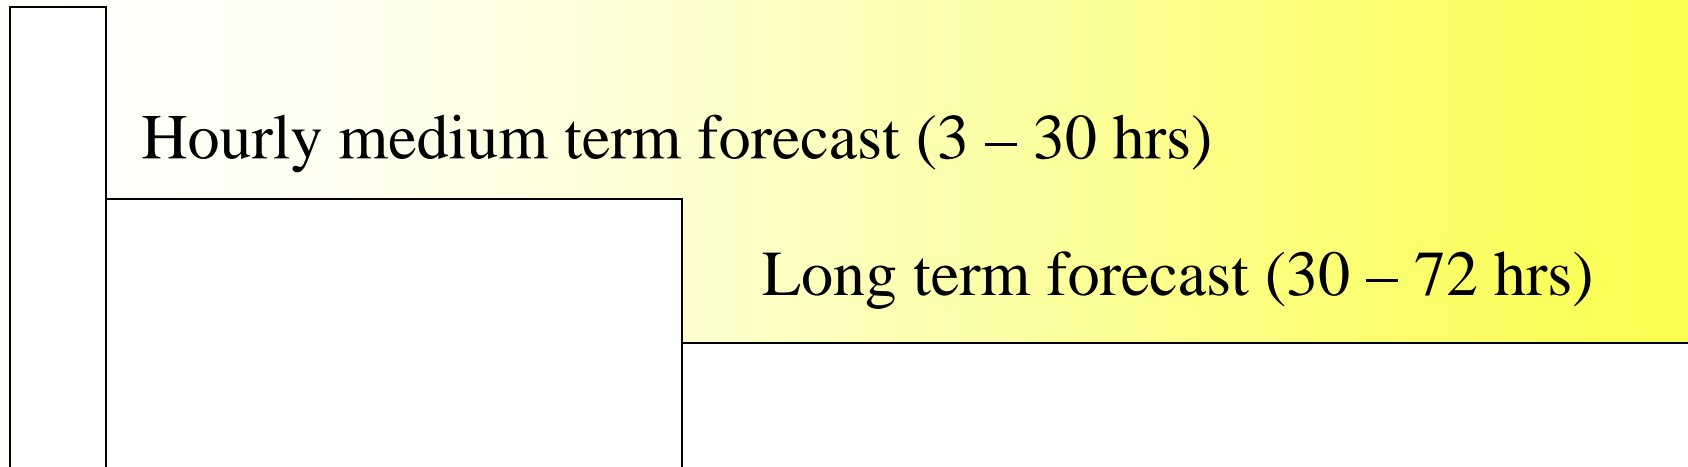 Hourly medium term forecast (3 – 30 hrs)
Long term forecast (30 – 72 hrs)